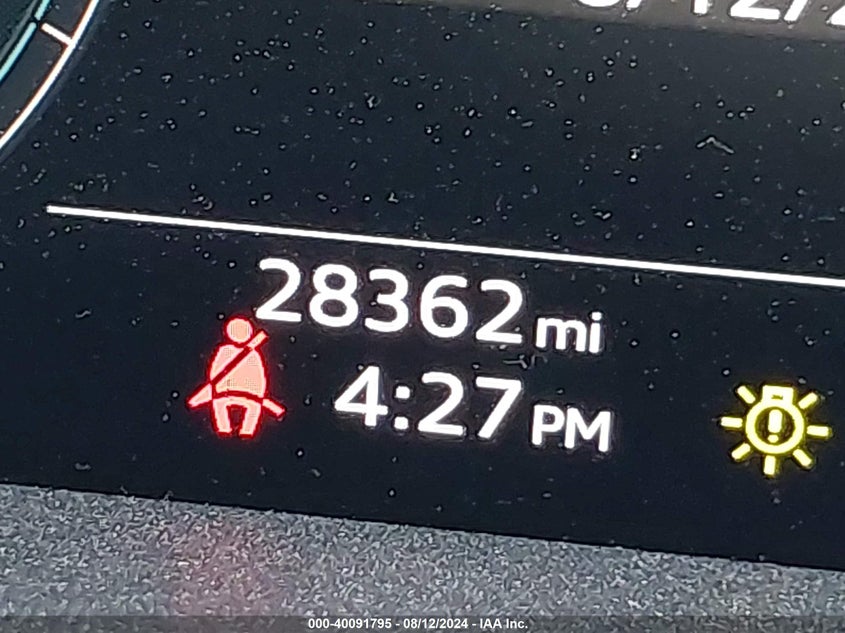 28362 mi
4:27 PM
000-40091795 - 08/12/2024 - IAA Inc.